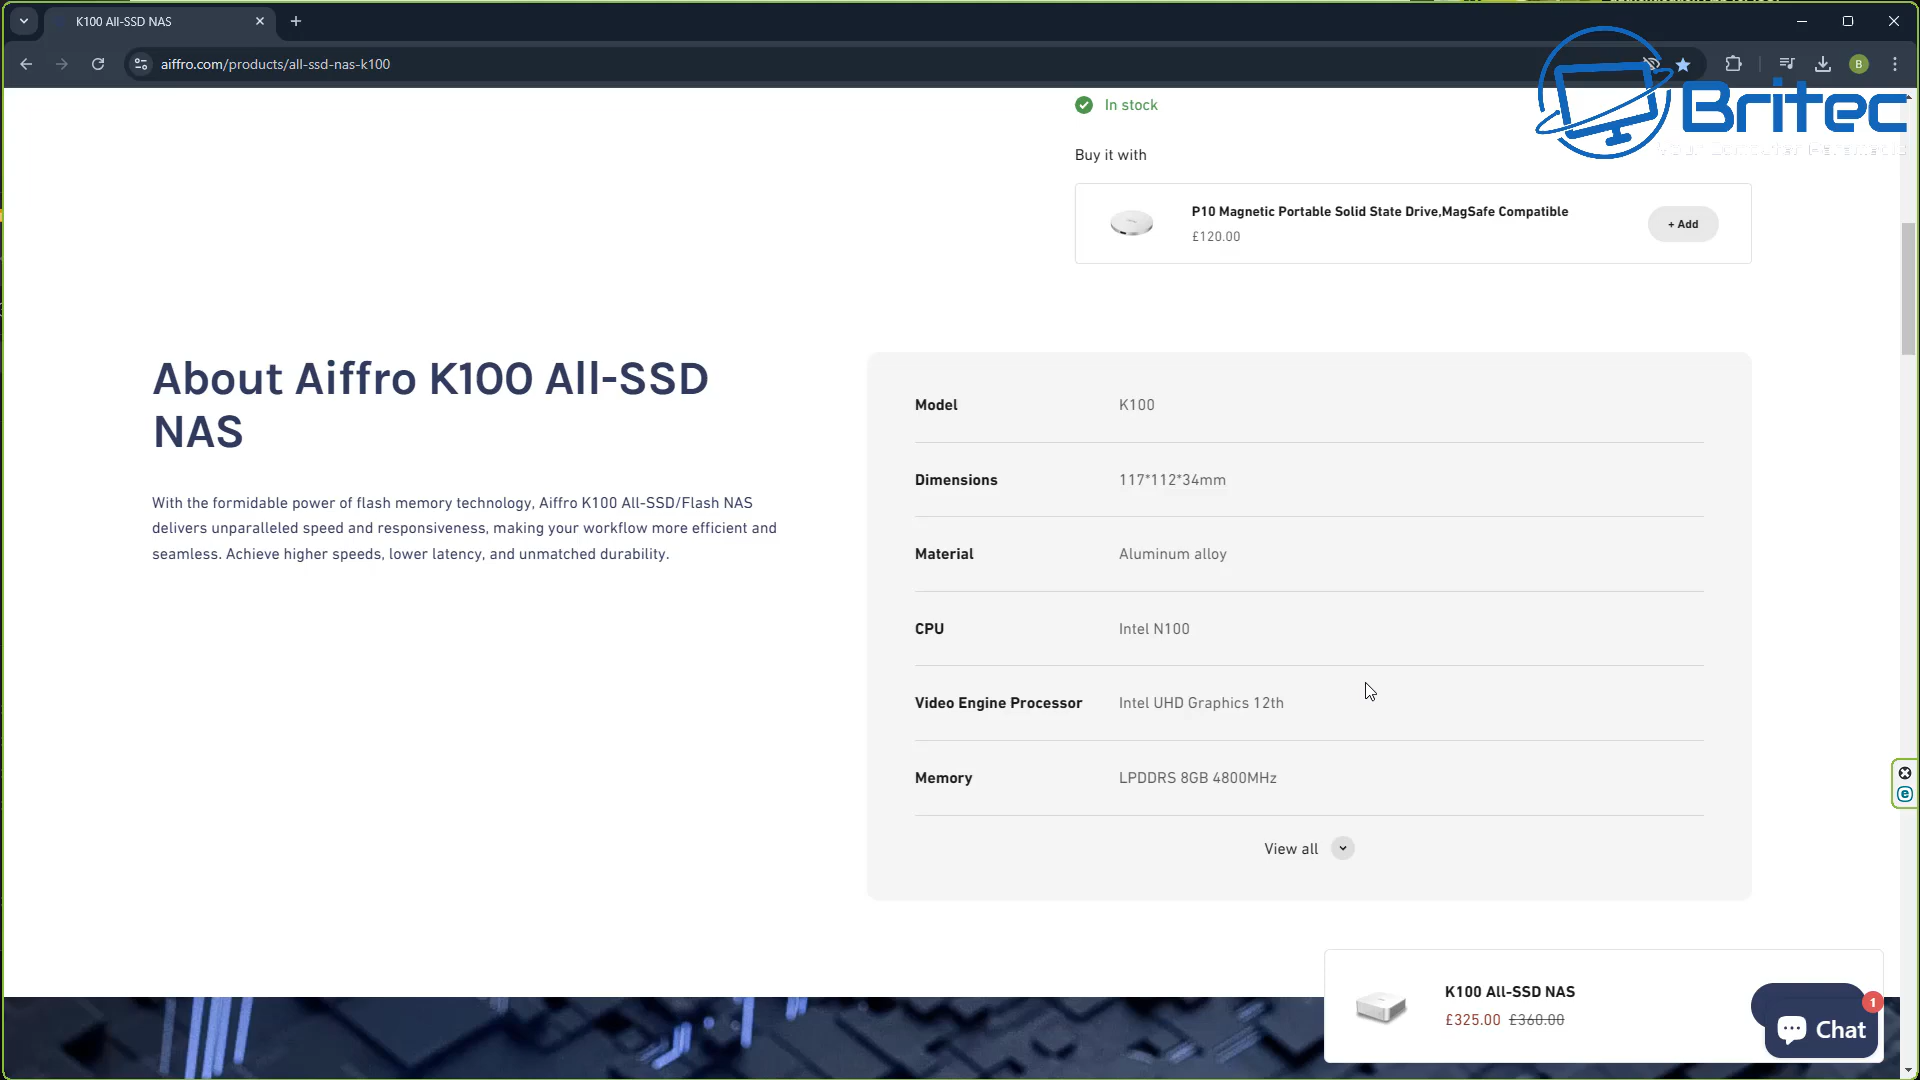 K100 All-SSD NAS
aiffro.com/products/all-ssd-nas-k100
B
Britec
In stock
Buy it with
P10 Magnetic Portable Solid State Drive,MagSafe Compatible
£120.00
+ Add
About Aiffro K100 All-SSD
NAS
With the formidable power of flash memory technology, Aiffro K100 All-SSD/Flash NAS
delivers unparalleled speed and responsiveness, making your workflow more efficient and
seamless. Achieve higher speeds, lower latency, and unmatched durability.
Model K100
Dimensions 117*112*34mm
Material Aluminum alloy
CPU Intel N100
Video Engine Processor Intel UHD Graphics 12th
Memory LPDDRS 8GB 4800MHz
View all
K100 All-SSD NAS
£325.00 £360.00
1
Chat